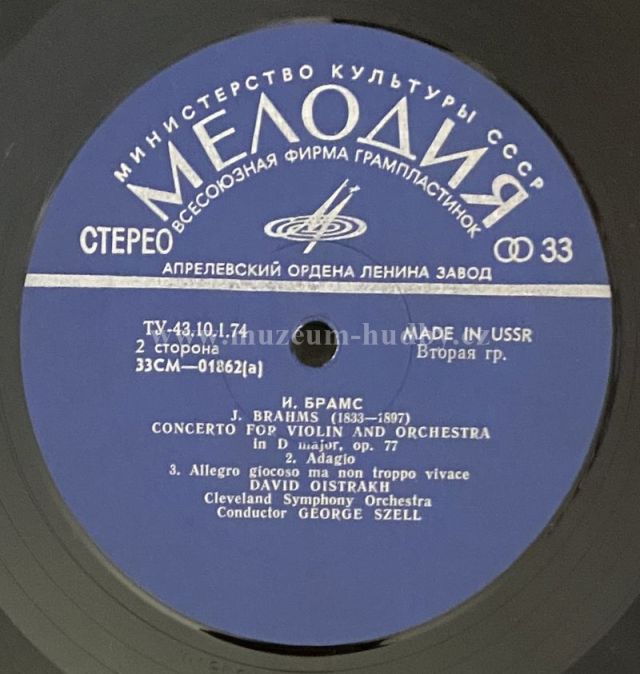 МИНИСТЕРСТВО КУЛЬТУРЫ СССР
МЕЛОДИЯ
ВСЕСОЮЗНАЯ ФИРМА ГРАМПЛАСТИНОК
СТЕРЕО
33
АПРЕЛЕВСКИЙ ОРДЕНА ЛЕНИНА ЗАВОД
ТУ-43.10.1.74
MADE IN USSR
www.muzeum-hudby.cz
2 сторона
Вторая гр.
33СМ—01862(а)
И. БРАМС
J. BRAHMS (1833—1897)
CONCERTO FOR VIOLIN AND ORCHESTRA
in D major, op. 77
2. Adagio
3. Allegro giocoso ma non troppo vivace
DAVID OISTRAKH
Cleveland Symphony Orchestra
Conductor GEORGE SZELL